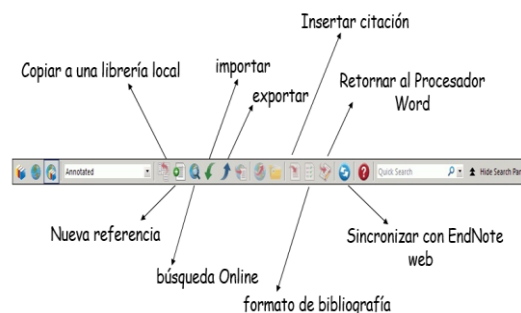 Insertar citación
Copiar a una librería local
importar
Retornar al Procesador
Word
exportar
Annotated
Quick Search
Hide Search Pan
Nueva referencia
Sincronizar con EndNote
web
búsqueda Online
formato de bibliografía